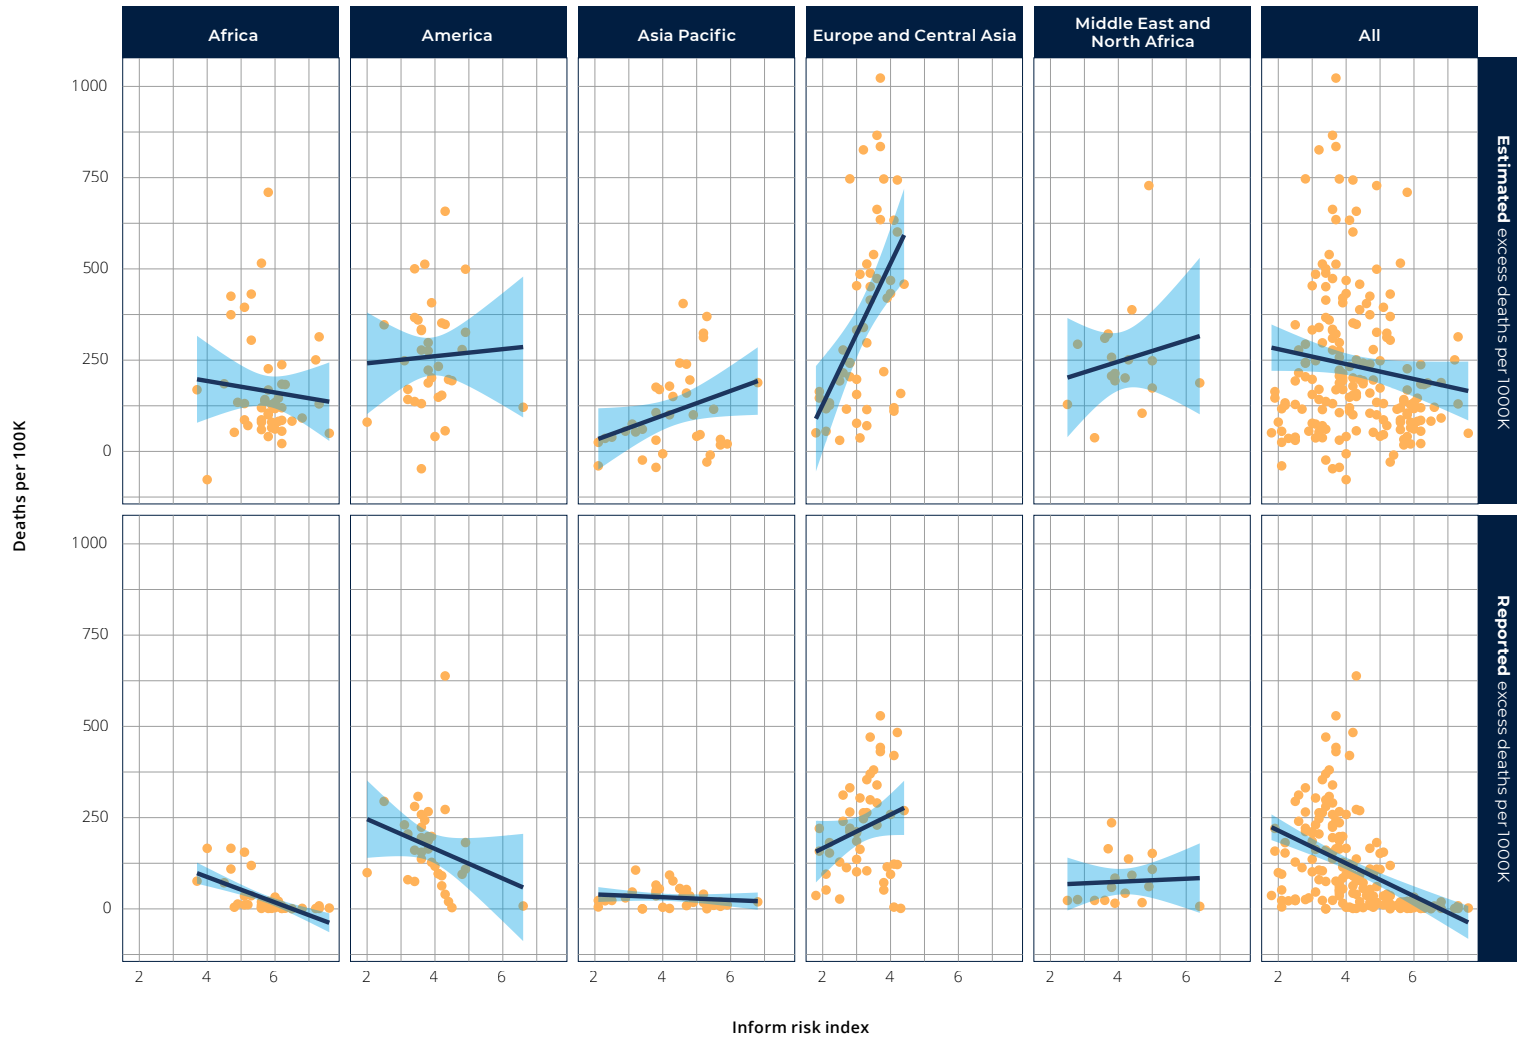 Africa
America
Asia Pacific
Europe and Central Asia
Middle East and
North Africa
All
1000
750
500
250
0
Estimated excess deaths per 1000K
Deaths per 100K
1000
750
500
250
0
Reported excess deaths per 1000K
2 4 6
2 4 6
2 4 6
2 4 6
2 4 6
2 4 6
Inform risk index